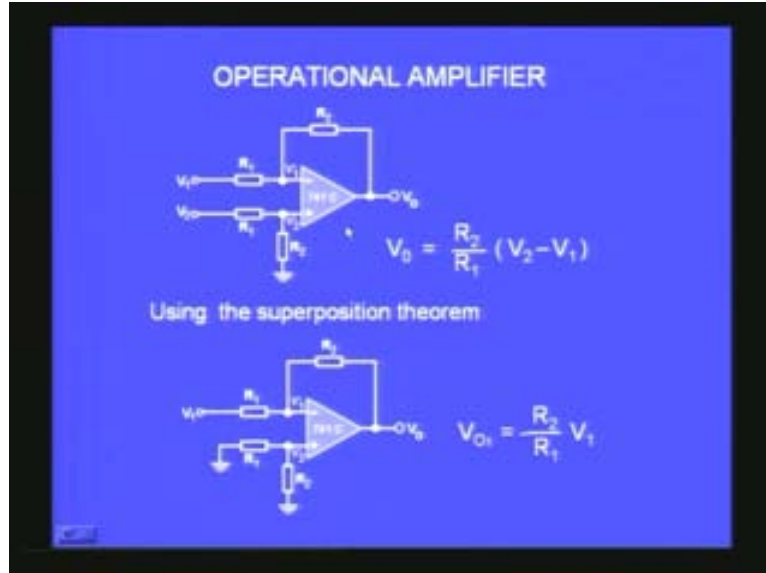 OPERATIONAL AMPLIFIER
R₂
V₁ R₁ V₁ −
V₂ R₁ V₂ + V₀
R₂
V₀ = R₂/R₁ (V₂−V₁)
Using the superposition theorem
R₂
V₁ R₁ V₁
R₁ V₂ V₀
R₂
V₀₁ = R₂/R₁ V₁